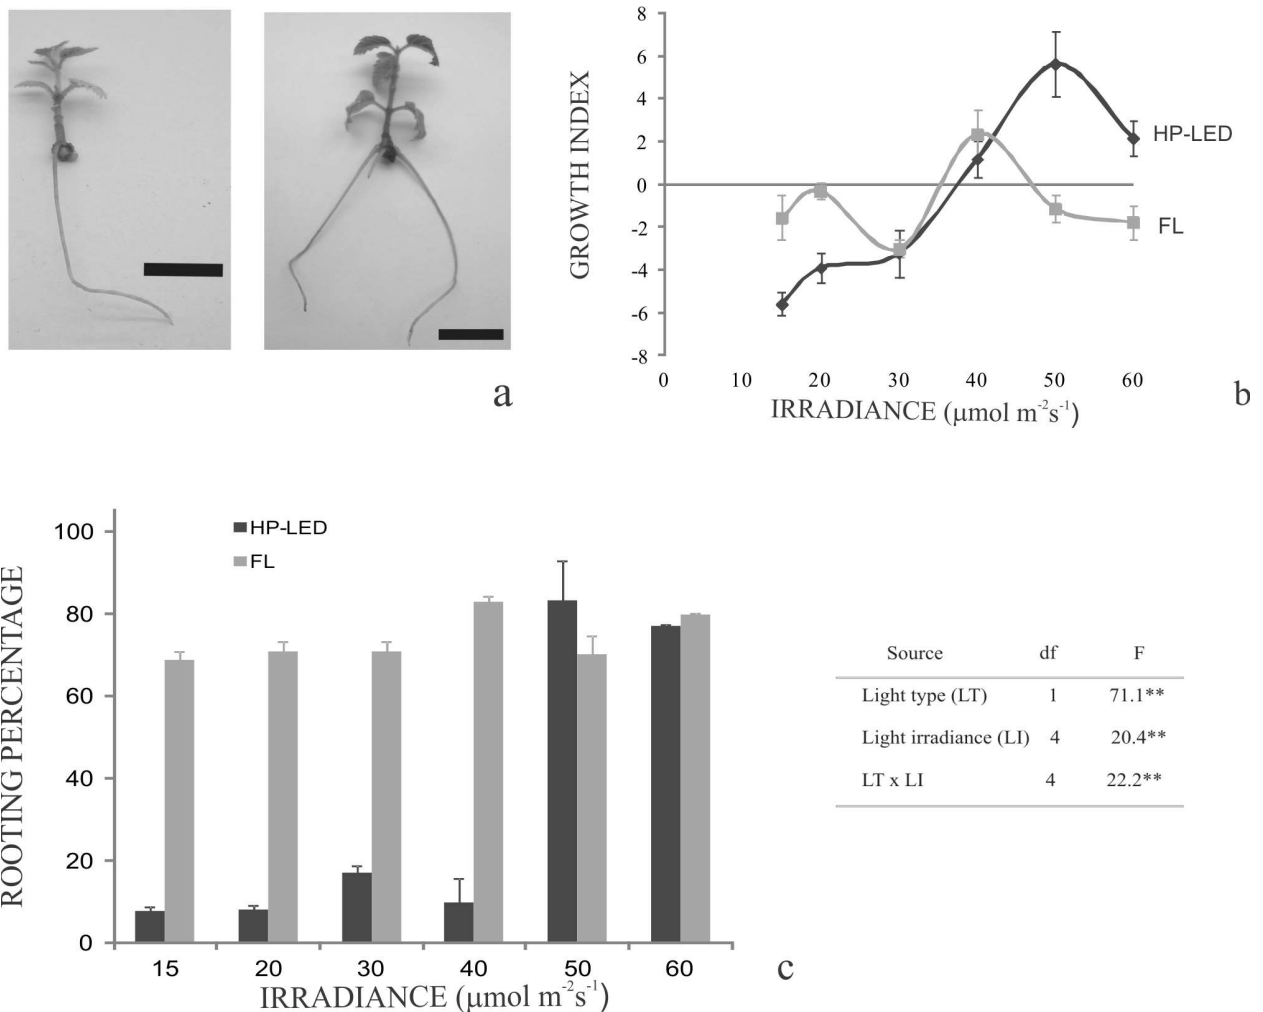 a
8
6
4
2
0
-2
-4
-6
-8
GROWTH INDEX
HP-LED
FL
0 10 20 30 40 50 60
IRRADIANCE (μmol m-2s-1)
b
100
80
60
40
20
0
ROOTING PERCENTAGE
HP-LED
FL
15 20 30 40 50 60
IRRADIANCE (μmol m-2s-1)
c
Source df F
Light type (LT) 1 71.1**
Light irradiance (LI) 4 20.4**
LT x LI 4 22.2**